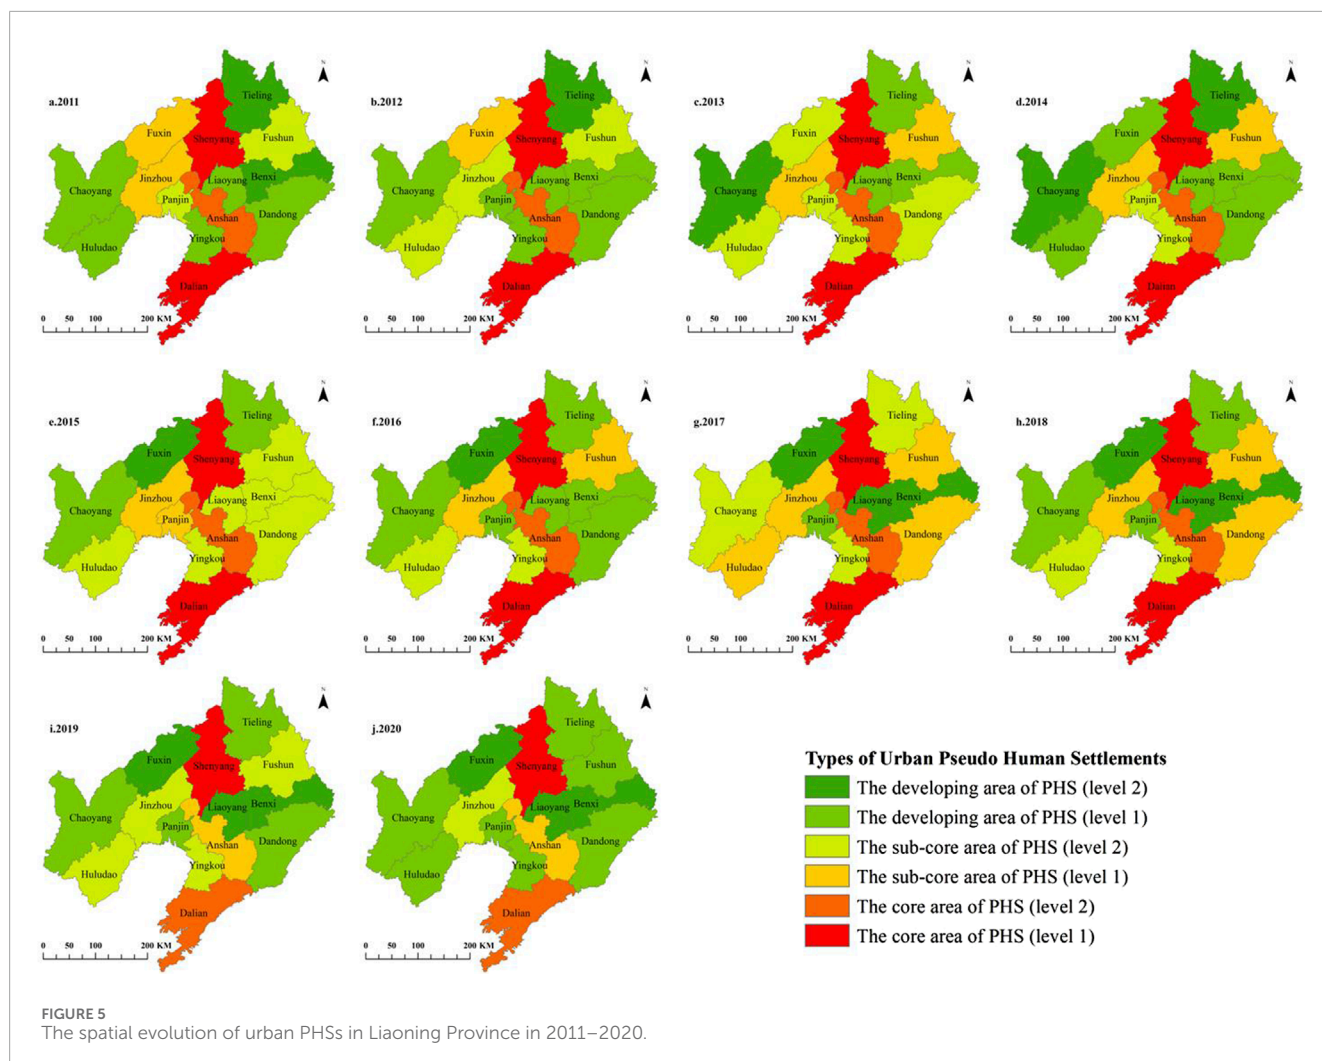 N
N
N
N
a.2011
Tieling
Fuxin
Shenyang
Fushun
Jinzhou
Liaoyang
Benxi
Chaoyang
Panjin
Anshan
Dandong
Yingkou
Huludao
Dalian
0 50 100 200 KM
b.2012
Tieling
Fuxin
Shenyang
Fushun
Jinzhou
Liaoyang
Benxi
Chaoyang
Panjin
Anshan
Dandong
Yingkou
Huludao
Dalian
0 50 100 200 KM
c.2013
Tieling
Fuxin
Shenyang
Fushun
Jinzhou
Liaoyang
Benxi
Chaoyang
Panjin
Anshan
Dandong
Yingkou
Huludao
Dalian
0 50 100 200 KM
d.2014
Tieling
Fuxin
Shenyang
Fushun
Jinzhou
Liaoyang
Benxi
Chaoyang
Panjin
Anshan
Dandong
Yingkou
Huludao
Dalian
0 50 100 200 KM
N
N
N
N
e.2015
Tieling
Fuxin
Shenyang
Fushun
Jinzhou
Liaoyang
Benxi
Chaoyang
Panjin
Anshan
Dandong
Yingkou
Huludao
Dalian
0 50 100 200 KM
f.2016
Tieling
Fuxin
Shenyang
Fushun
Jinzhou
Liaoyang
Benxi
Chaoyang
Panjin
Anshan
Dandong
Yingkou
Huludao
Dalian
0 50 100 200 KM
g.2017
Tieling
Fuxin
Shenyang
Fushun
Jinzhou
Liaoyang
Benxi
Chaoyang
Panjin
Anshan
Dandong
Yingkou
Huludao
Dalian
0 50 100 200 KM
h.2018
Tieling
Fuxin
Shenyang
Fushun
Jinzhou
Liaoyang
Benxi
Chaoyang
Panjin
Anshan
Dandong
Yingkou
Huludao
Dalian
0 50 100 200 KM
N
N
i.2019
Tieling
Fuxin
Shenyang
Fushun
Jinzhou
Liaoyang
Benxi
Chaoyang
Panjin
Anshan
Dandong
Yingkou
Huludao
Dalian
0 50 100 200 KM
j.2020
Tieling
Fuxin
Shenyang
Fushun
Jinzhou
Liaoyang
Benxi
Chaoyang
Panjin
Anshan
Dandong
Yingkou
Huludao
Dalian
0 50 100 200 KM
Types of Urban Pseudo Human Settlements
The developing area of PHS (level 2)
The developing area of PHS (level 1)
The sub-core area of PHS (level 2)
The sub-core area of PHS (level 1)
The core area of PHS (level 2)
The core area of PHS (level 1)
FIGURE 5
The spatial evolution of urban PHSs in Liaoning Province in 2011–2020.